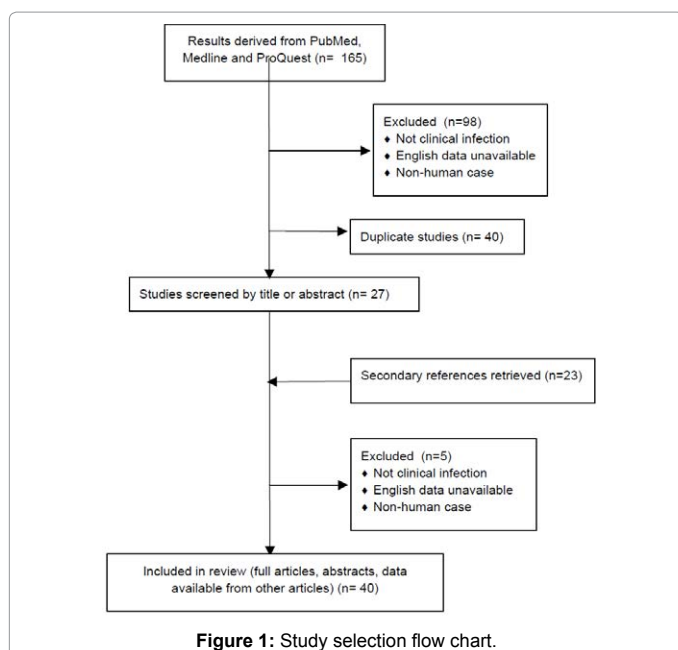 Results derived from PubMed,
Medline and ProQuest (n=  165)
Excluded  (n=98)
♦ Not clinical infection
♦ English data unavailable
♦ Non-human case
Duplicate studies (n= 40)
Studies screened by title or abstract (n= 27)
Secondary references retrieved (n=23)
Excluded  (n=5)
♦ Not clinical infection
♦ English data unavailable
♦ Non-human case
Included in review (full articles, abstracts, data
available from other articles) (n= 40)
Figure 1: Study selection flow chart.